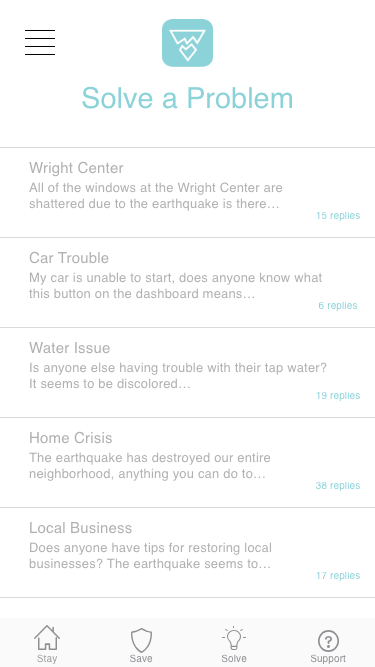 Solve a Problem
Wright Center
All of the windows at the Wright Center are
shattered due to the earthquake is there...
15 replies
Car Trouble
My car is unable to start, does anyone know what
this button on the dashboard means...
6 replies
Water Issue
Is anyone else having trouble with their tap water?
It seems to be discolored...
19 replies
Home Crisis
The earthquake has destroyed our entire
neighborhood, anything you can do to...
38 replies
Local Business
Does anyone have tips for restoring local
businesses? The earthquake seems to...
17 replies
Stay Save Solve Support